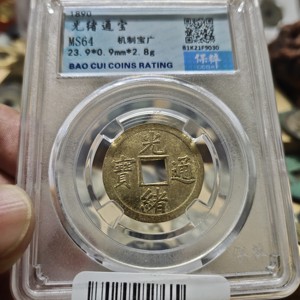 1890
光绪通宝
MS64 机制宝广
23.9*0.9mm*2.8g
BAO CUI COINS RATING
保粹
光
寶 通
緒